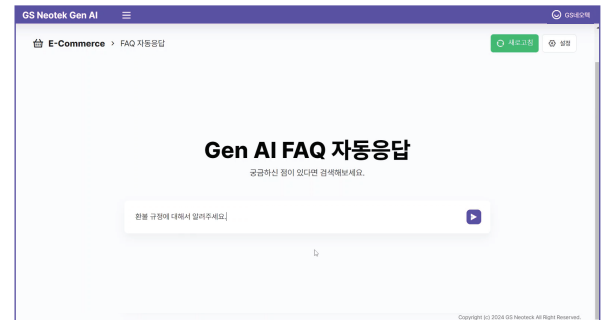 GS Neotek Gen AI
GS네오텍
E-Commerce > FAQ 자동응답
새로고침
설정
Gen AI FAQ 자동응답
궁금하신 점이 있다면 검색해보세요.
환불 규정에 대해서 알려주세요.
Copyright (c) 2024 GS Neoteck All Right Reserved.